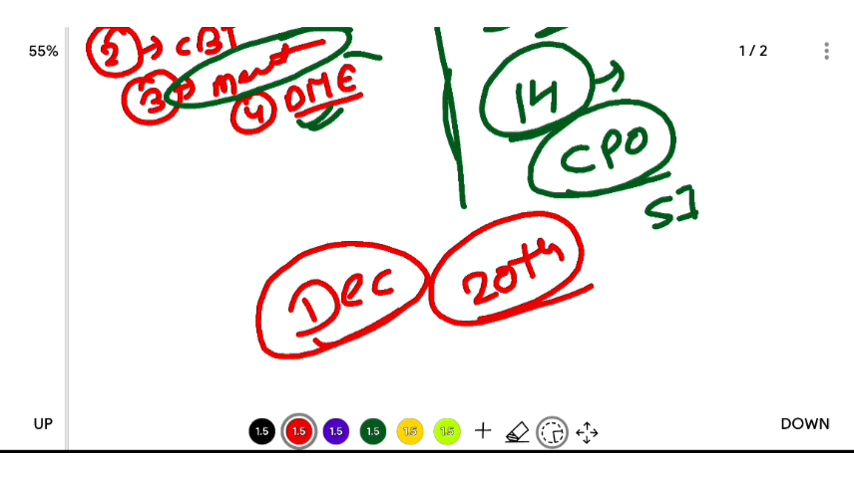 55%
1 / 2
② → CBT
③ → Merit
④ DME
14 →
CPO
SI
Dec 20th
UP
DOWN
1.5 1.5 1.5 1.5 1.5 1.5